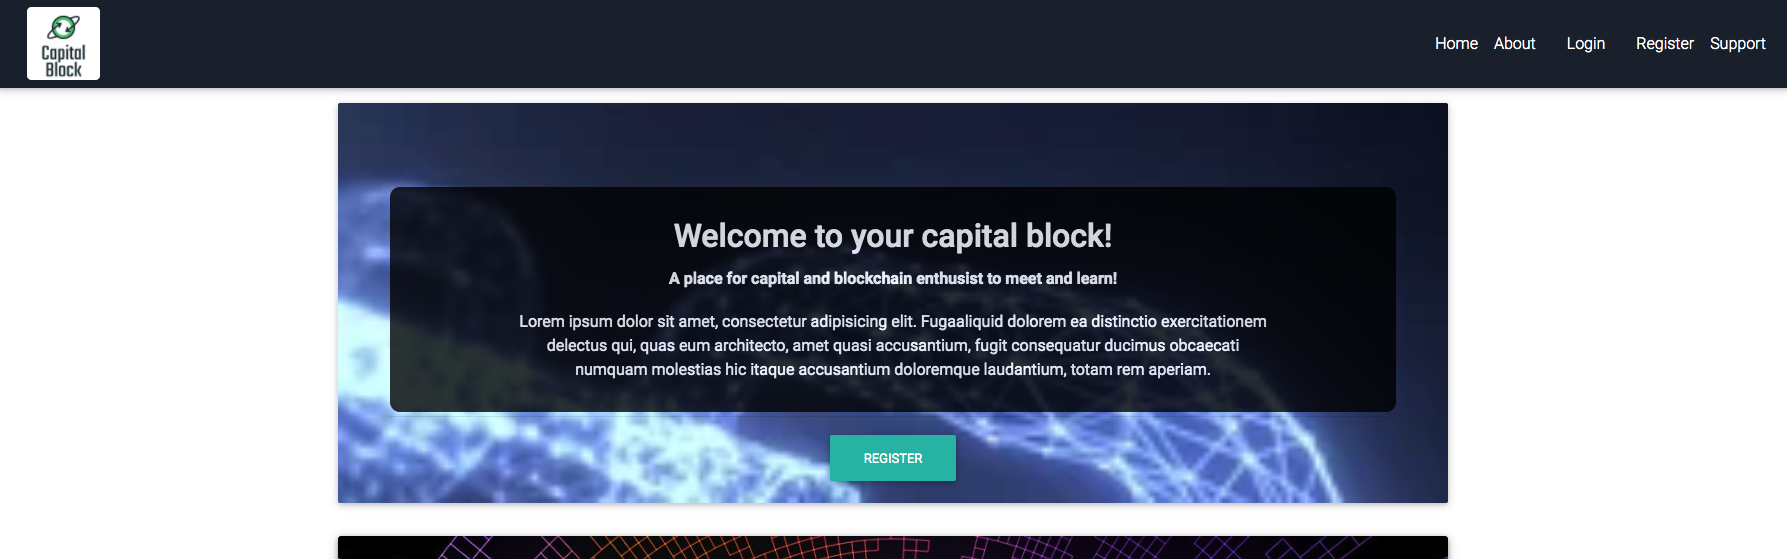 Capital
Block
Home About Login Register Support
Welcome to your capital block!
A place for capital and blockchain enthusist to meet and learn!
Lorem ipsum dolor sit amet, consectetur adipisicing elit. Fugaaliquid dolorem ea distinctio exercitationem
delectus qui, quas eum architecto, amet quasi accusantium, fugit consequatur ducimus obcaecati
numquam molestias hic itaque accusantium doloremque laudantium, totam rem aperiam.
REGISTER